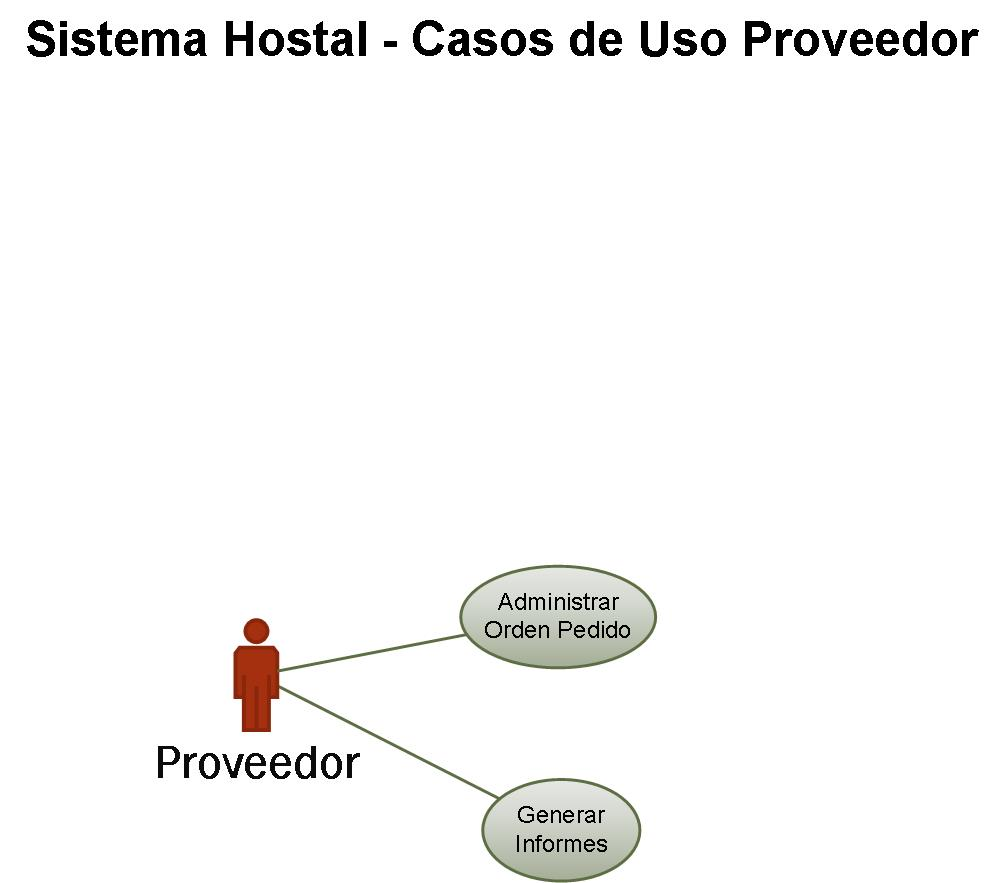 Sistema Hostal - Casos de Uso Proveedor
Administrar
Orden Pedido
Proveedor
Generar
Informes